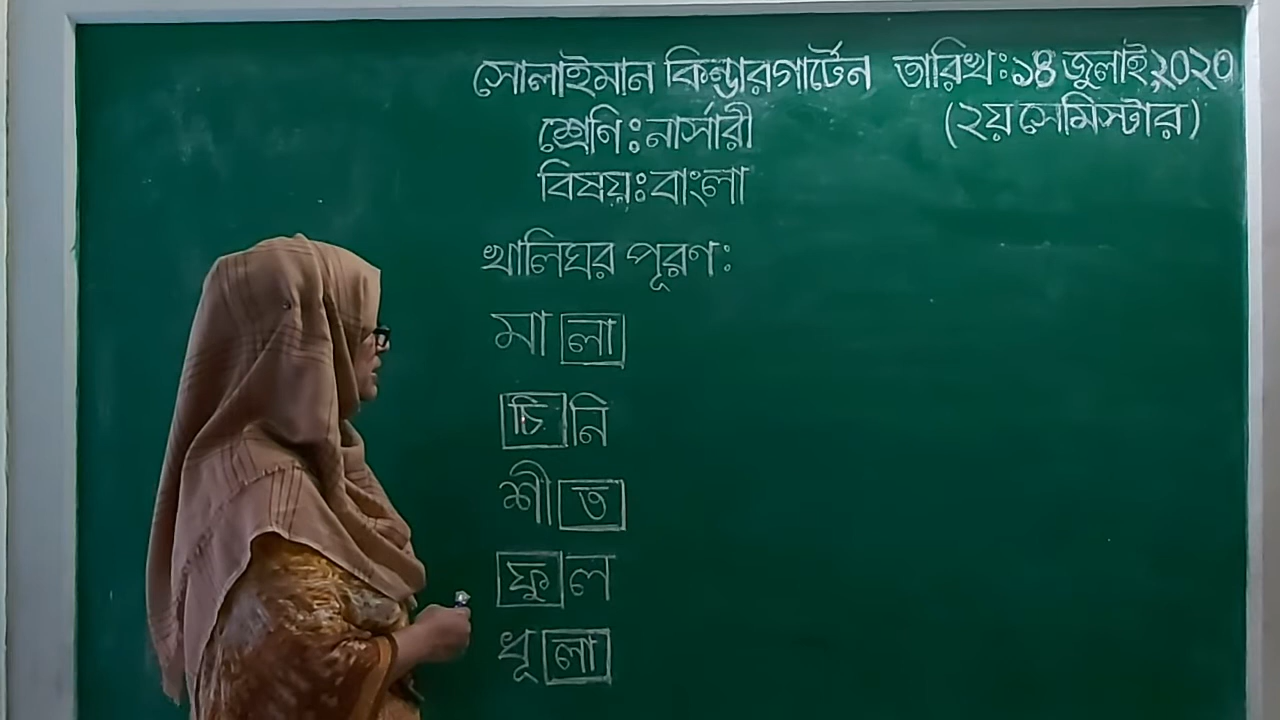 সোলাইমান কিন্ডারগার্টেন তারিখঃ১৪ জুলাই,২০২০
শ্রেণিঃনার্সারী (২য় সেমিস্টার)
বিষয়ঃবাংলা
খালিঘর পূরণঃ
মা লা
চি নি
শী ত
ফু ল
ধূ লা